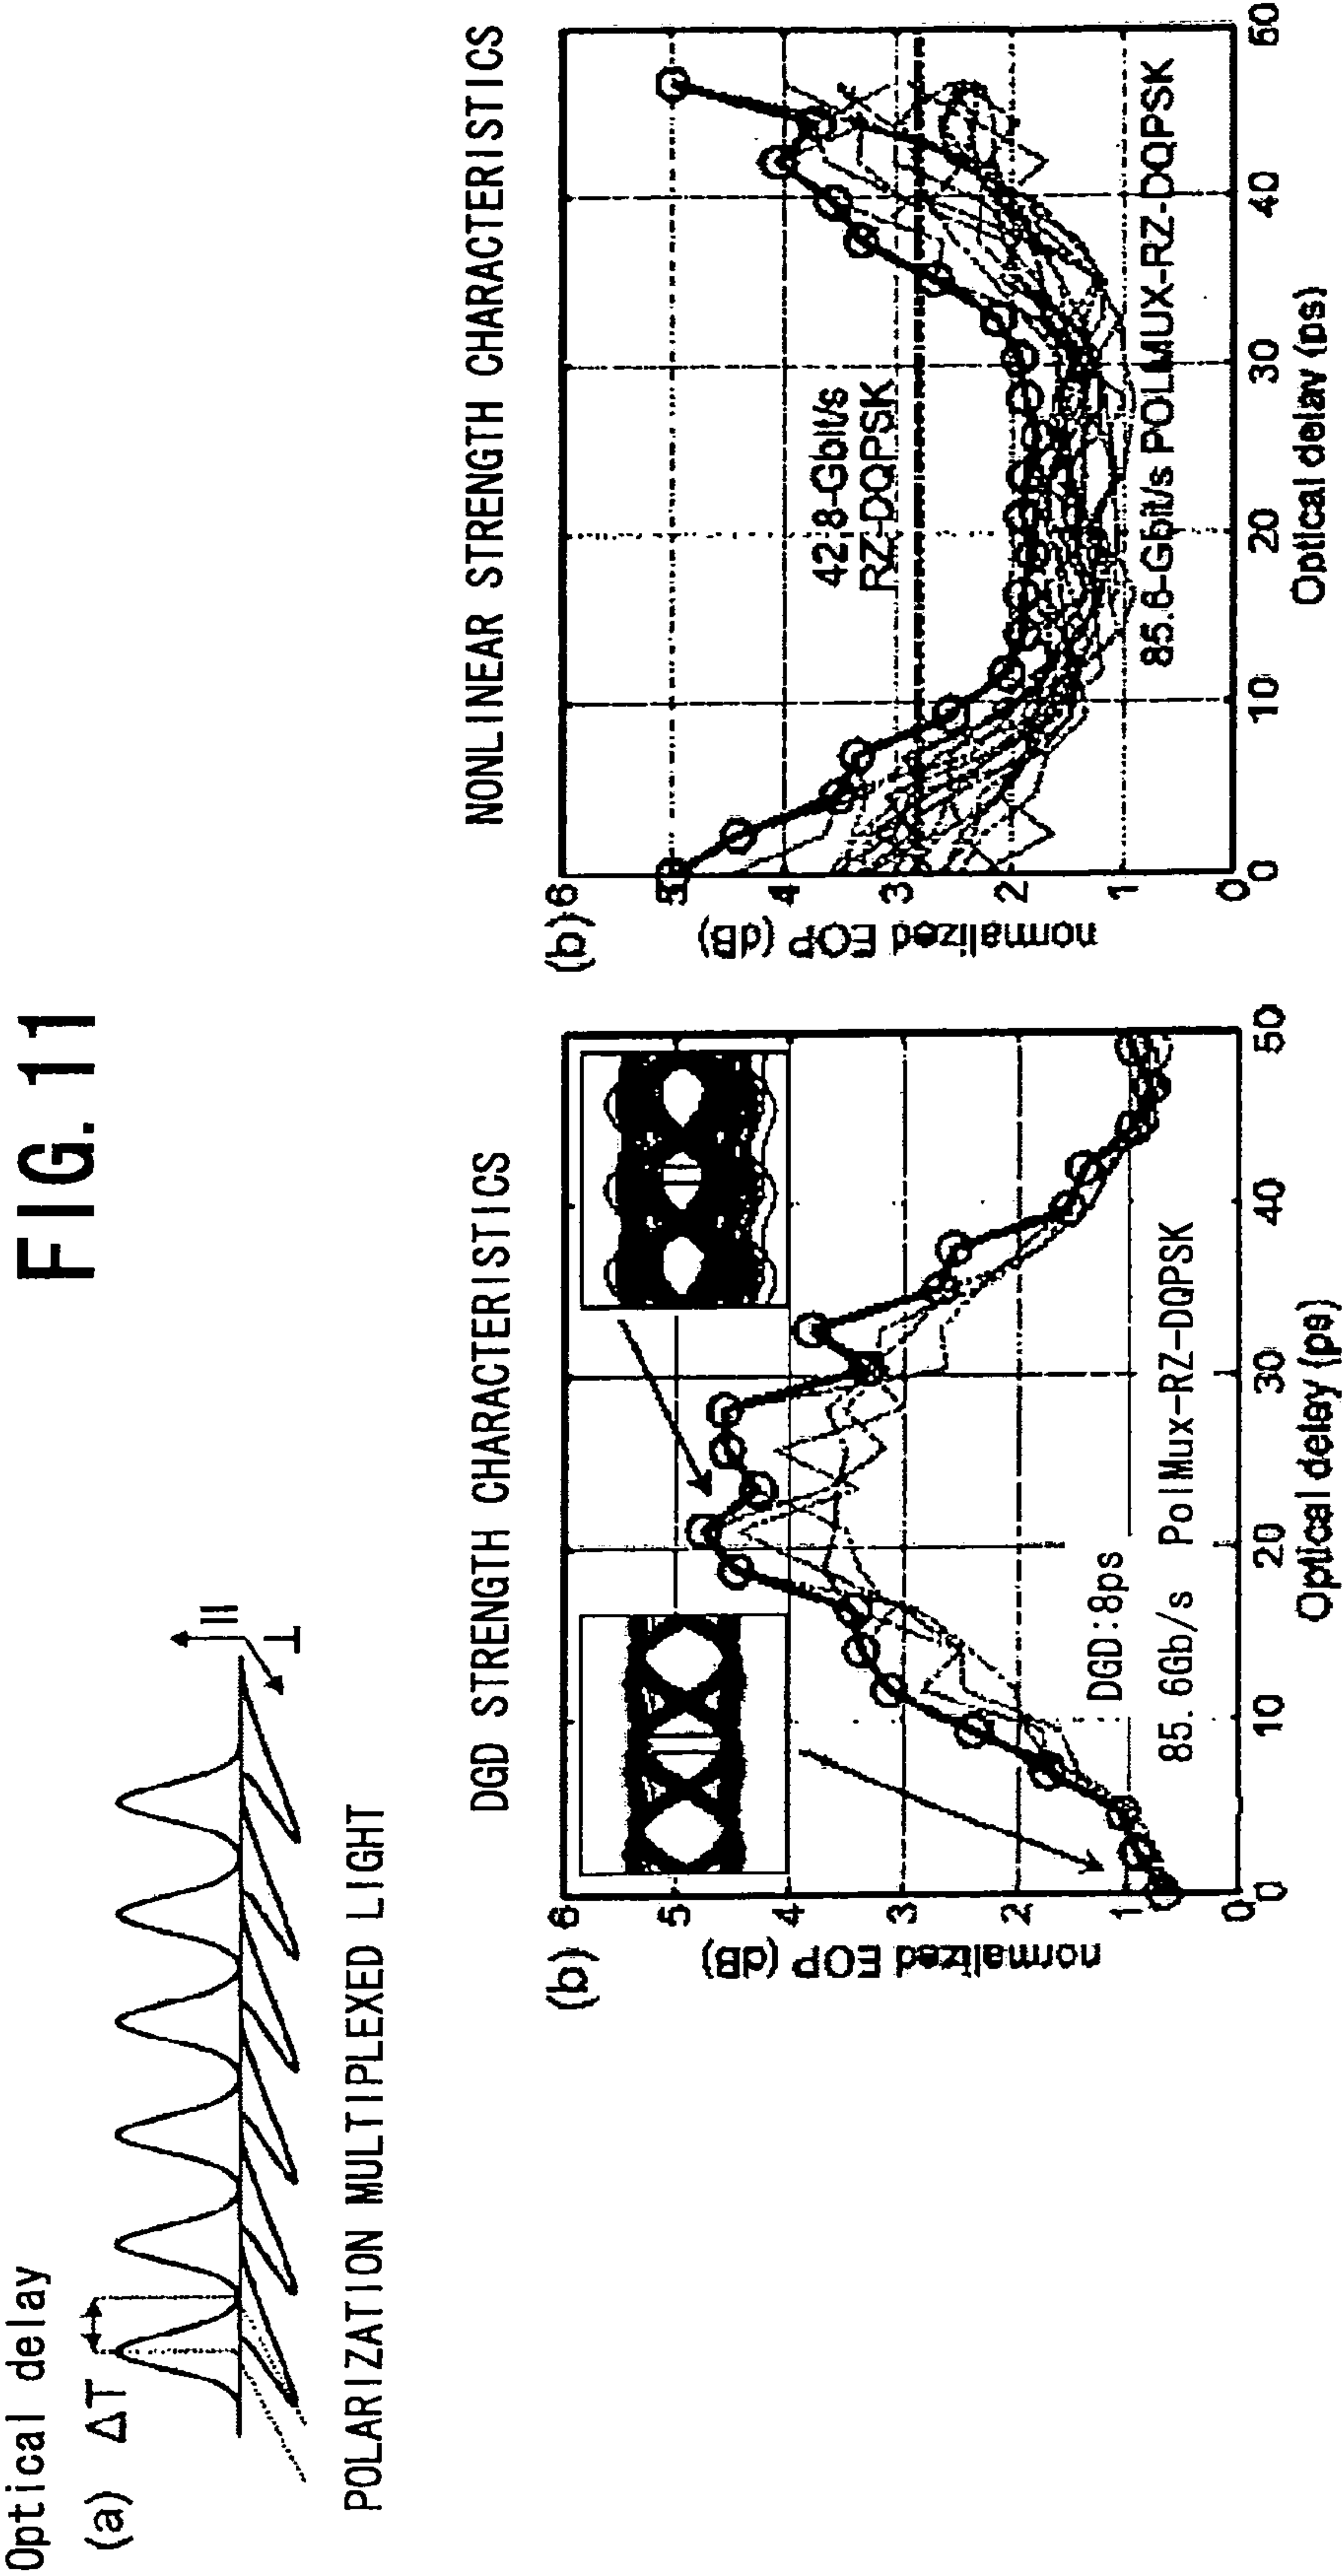 FIG. 11
Optical delay
(a) ΔT
||
⊥
POLARIZATION MULTIPLEXED LIGHT
DGD STRENGTH CHARACTERISTICS
(b)
6
5
4
3
2
1
0
normalized EOP (dB)
DGD:8ps
85.6Gb/s PolMux-RZ-DQPSK
0 10 20 30 40 50
Optical delay (ps)
NONLINEAR STRENGTH CHARACTERISTICS
(b)
6
5
4
3
2
1
0
normalized EOP (dB)
42.8-Gbit/s
RZ-DQPSK
85.6-Gbit/s POLMUX-RZ-DQPSK
0 10 20 30 40 50
Optical delay (ps)